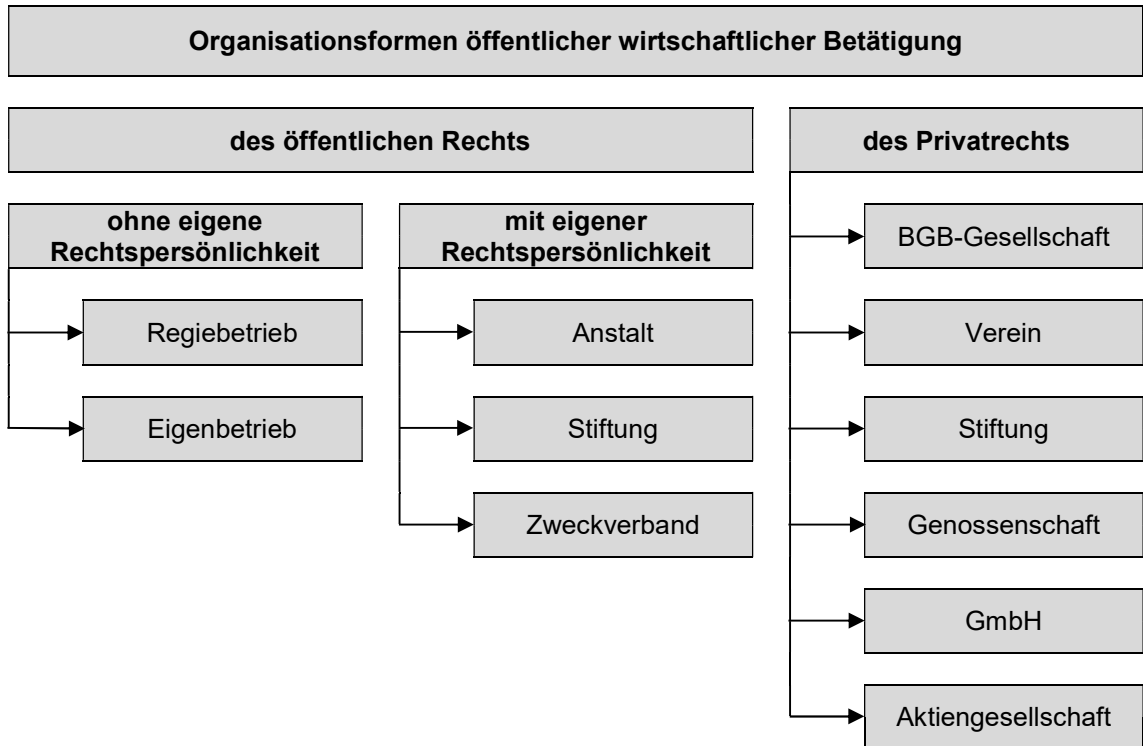 Organisationsformen öffentlicher wirtschaftlicher Betätigung
des öffentlichen Rechts
des Privatrechts
ohne eigene
Rechtspersönlichkeit
mit eigener
Rechtspersönlichkeit
BGB-Gesellschaft
Regiebetrieb
Anstalt
Verein
Eigenbetrieb
Stiftung
Stiftung
Zweckverband
Genossenschaft
GmbH
Aktiengesellschaft